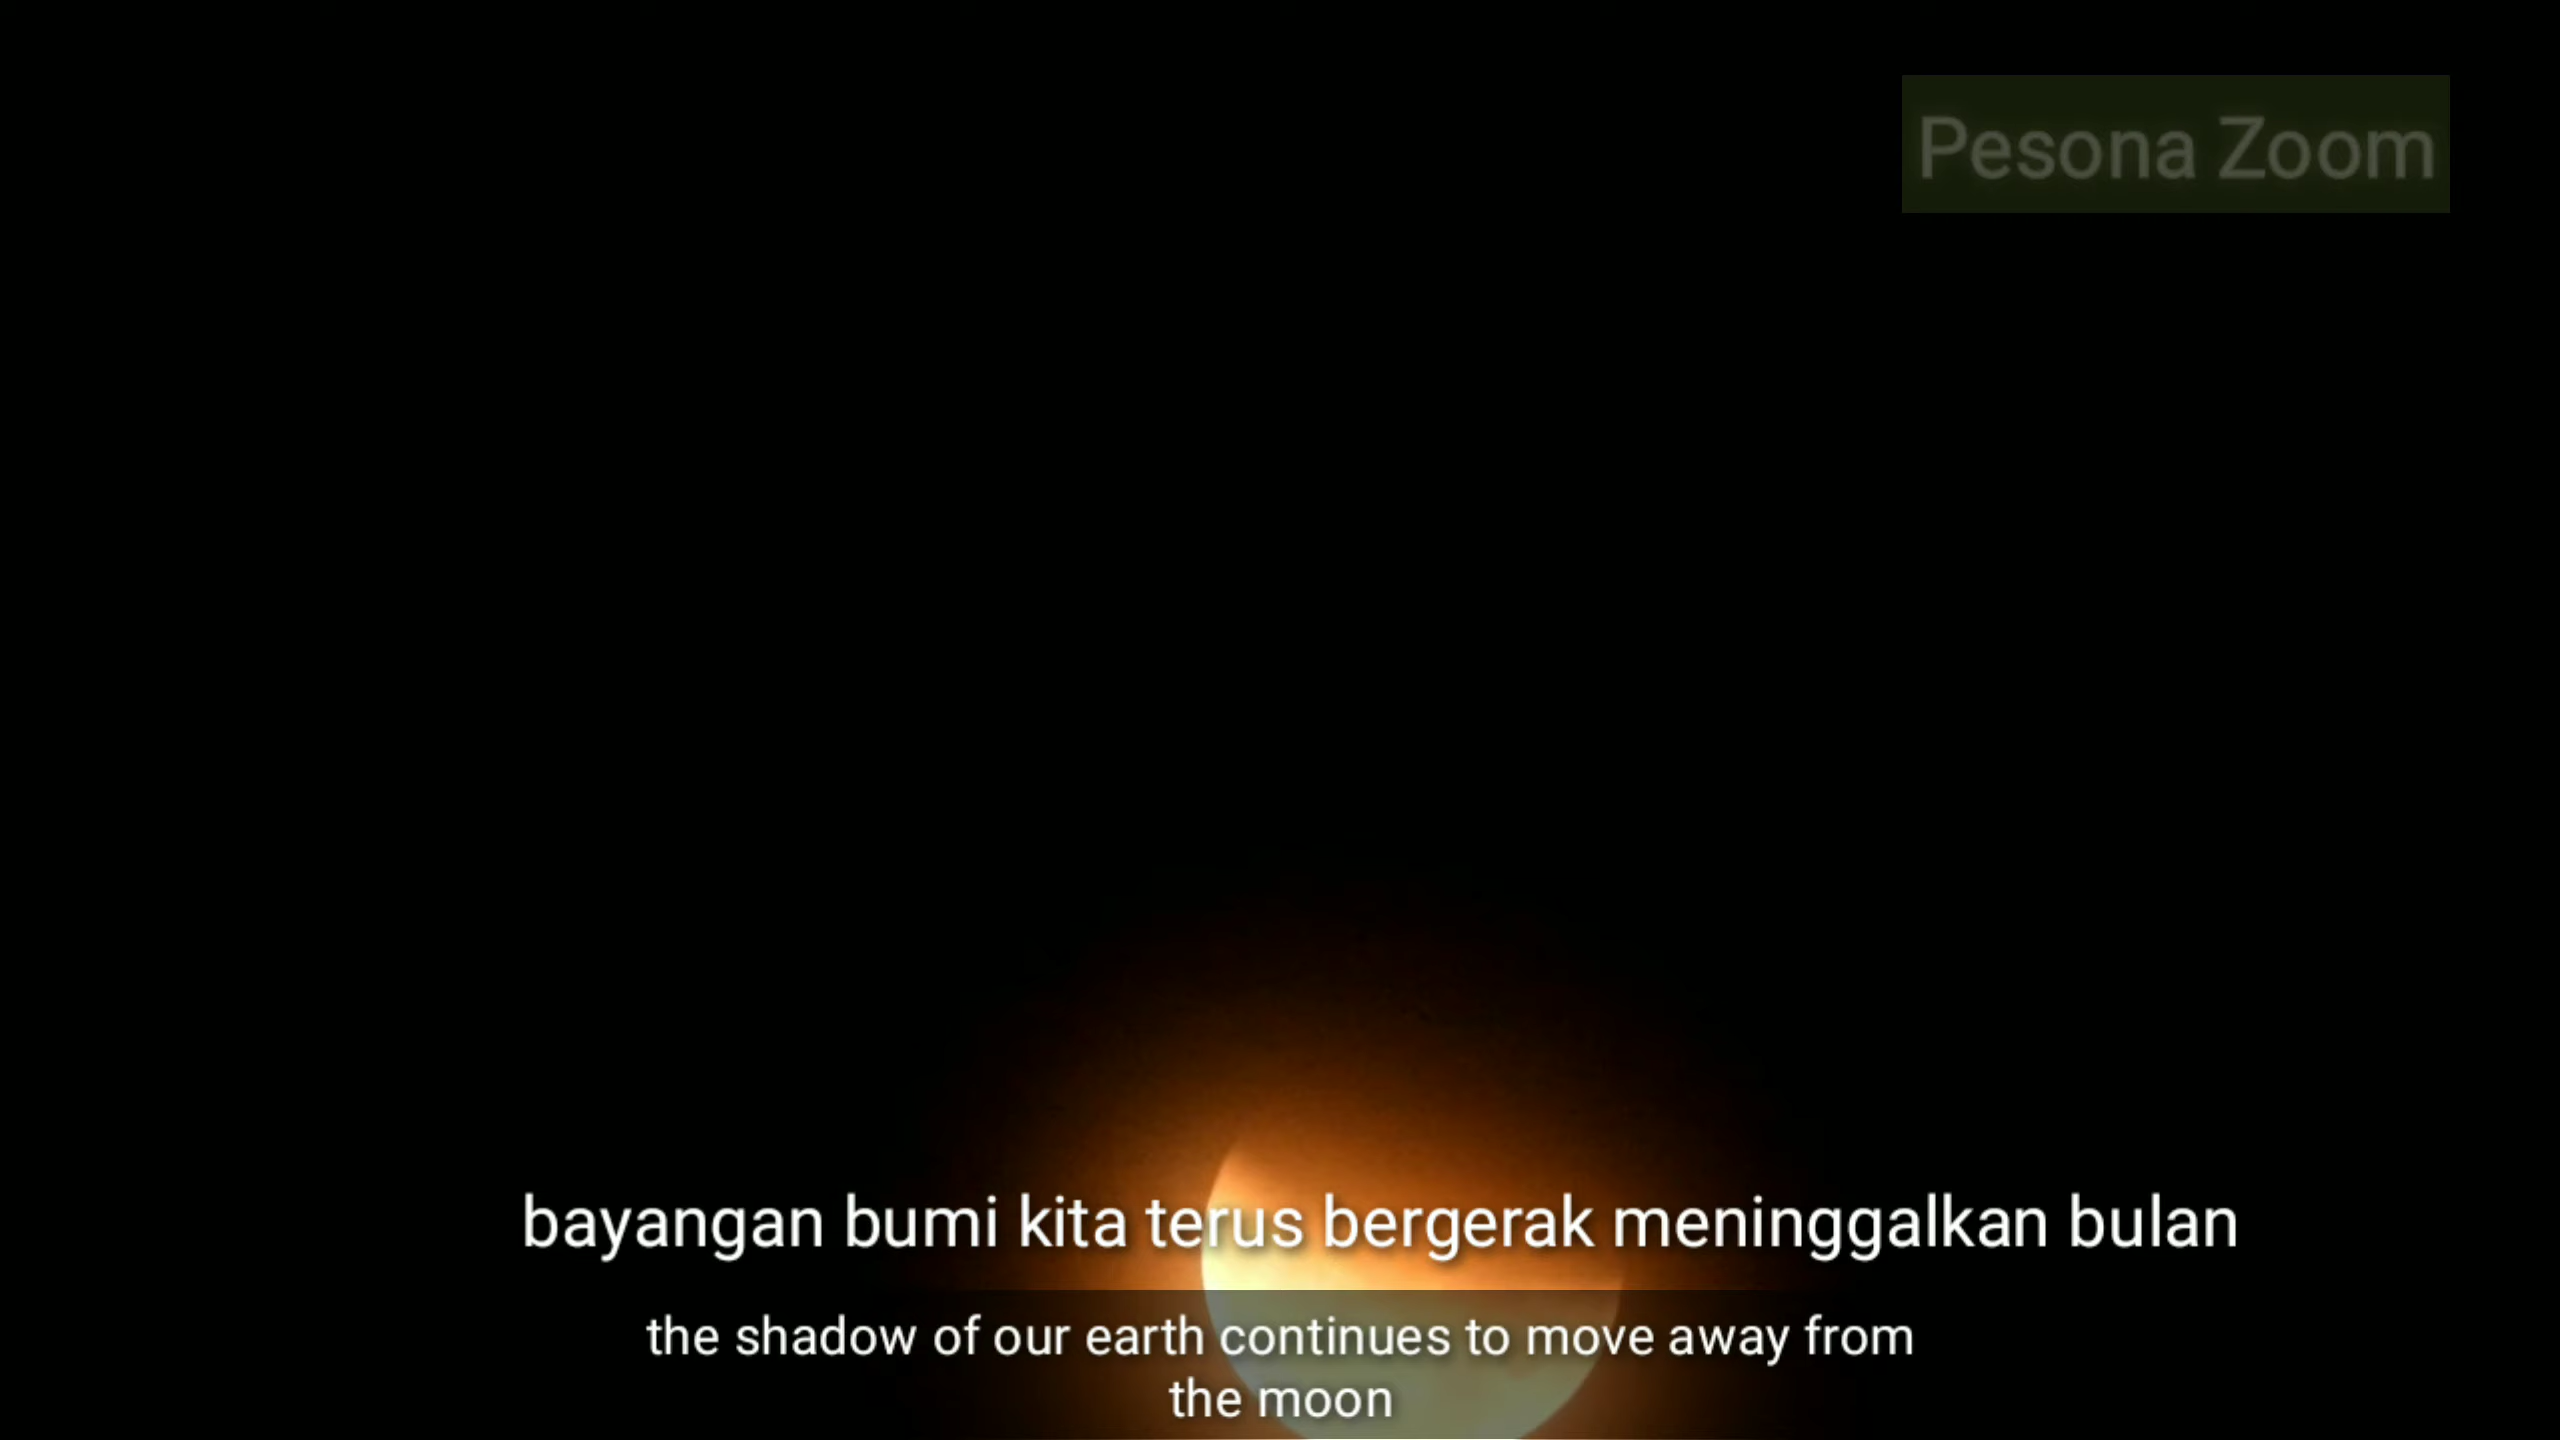 Pesona Zoom
bayangan bumi kita terus bergerak meninggalkan bulan
the shadow of our earth continues to move away from
the moon